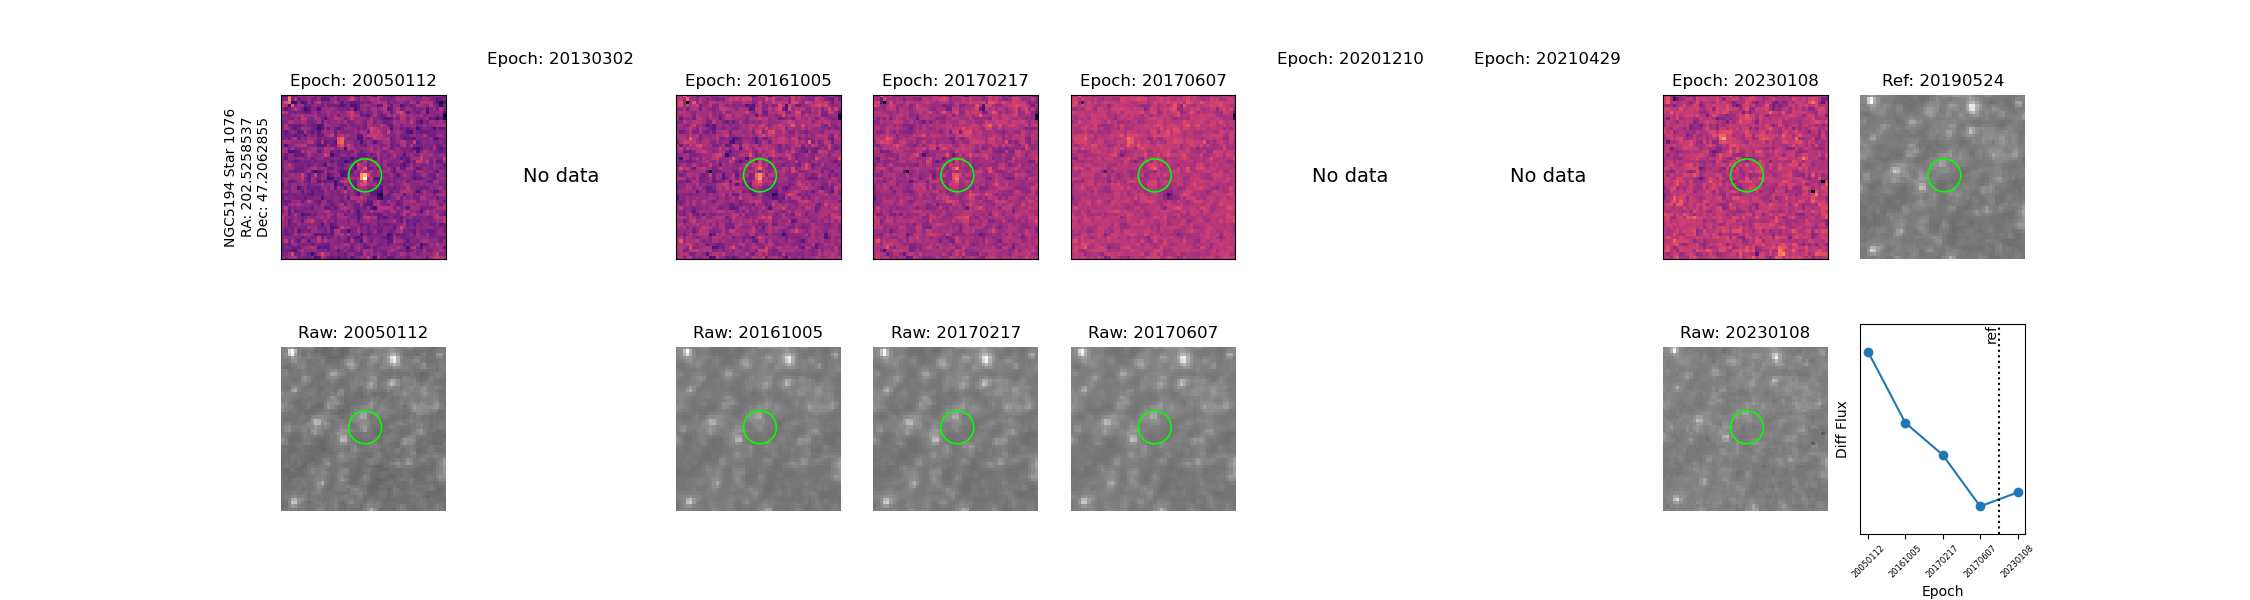 NGC5194 Star 1076
RA: 202.5258537
Dec: 47.2062855
Epoch: 20050112
Epoch: 20130302
No data
Epoch: 20161005
Epoch: 20170217
Epoch: 20170607
Epoch: 20201210
No data
Epoch: 20210429
No data
Epoch: 20230108
Ref: 20190524
Raw: 20050112
Raw: 20161005
Raw: 20170217
Raw: 20170607
Raw: 20230108
Diff Flux
ref
20050112
20161005
20170217
20170607
20230108
Epoch